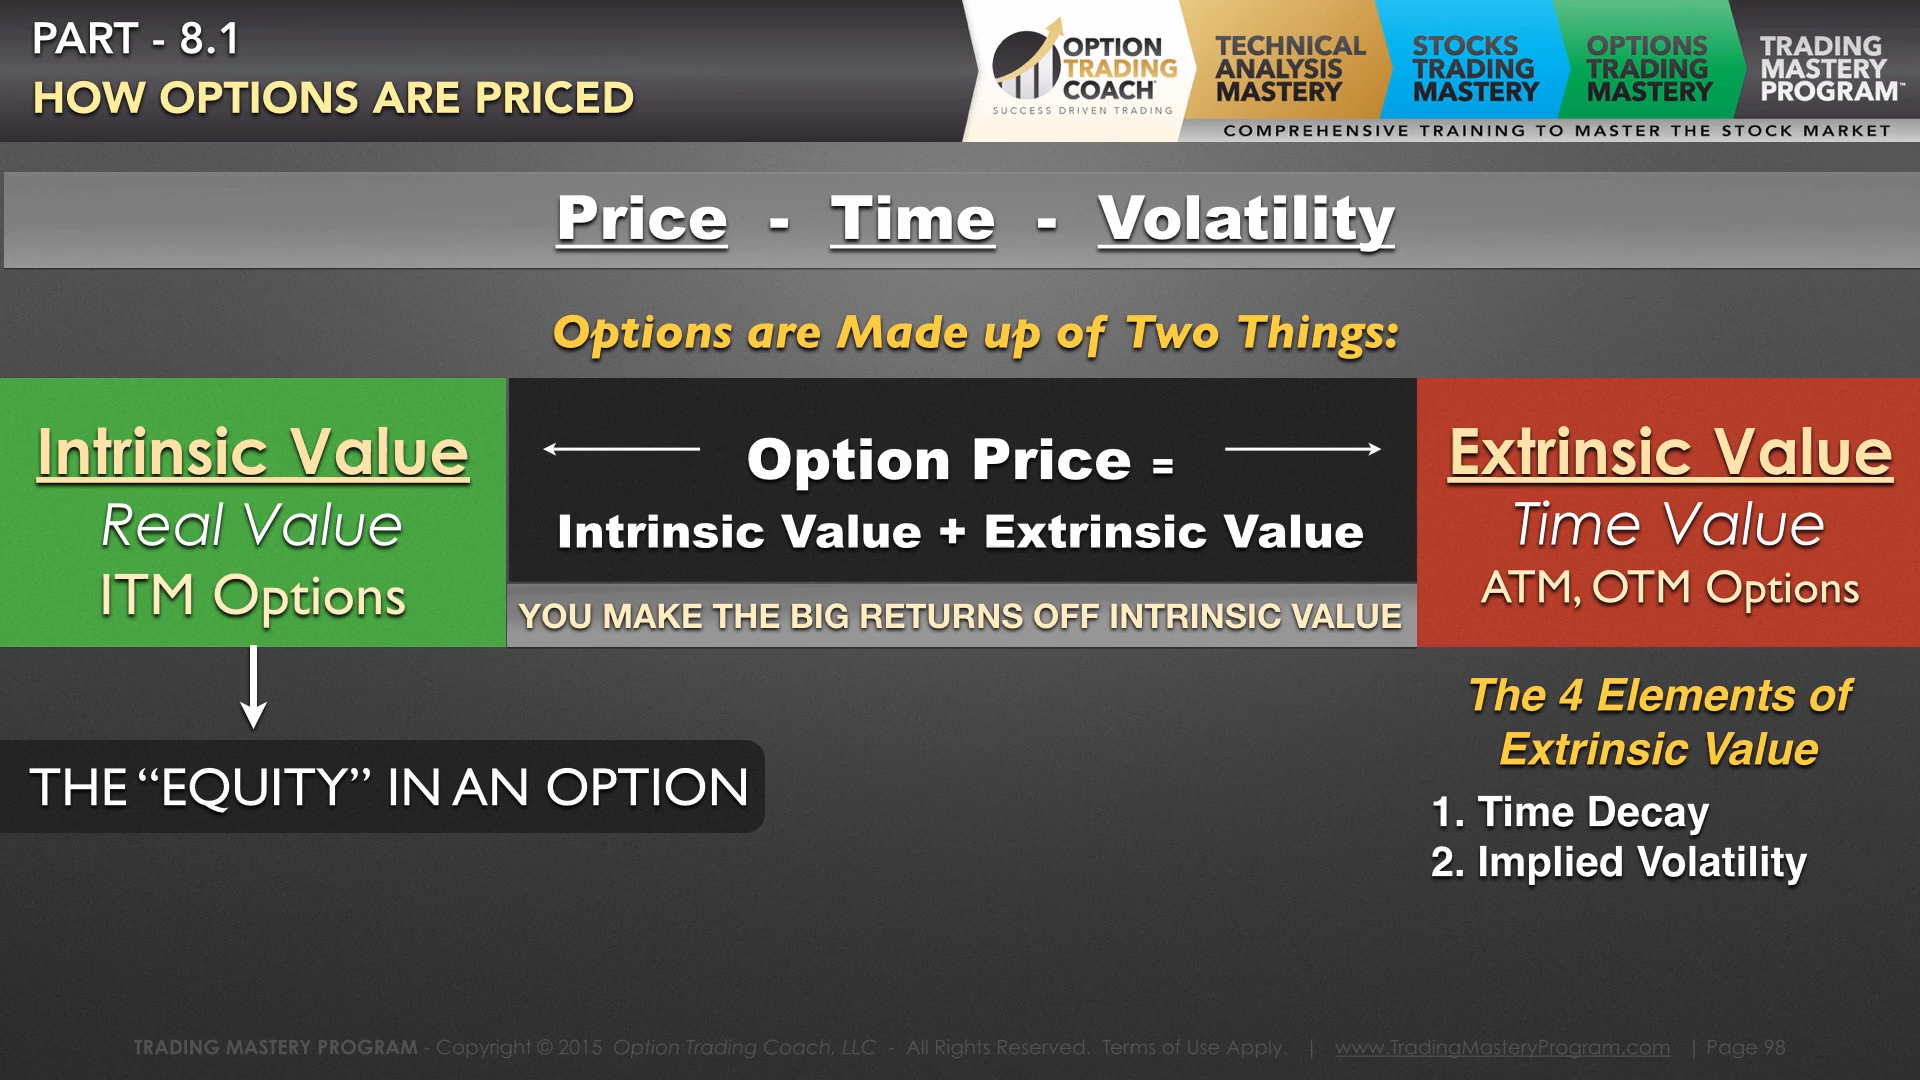 PART - 8.1
HOW OPTIONS ARE PRICED
OPTION
TRADING
COACH
SUCCESS DRIVEN TRADING
TECHNICAL
ANALYSIS
MASTERY
STOCKS
TRADING
MASTERY
OPTIONS
TRADING
MASTERY
TRADING
MASTERY
PROGRAM™
COMPREHENSIVE TRAINING TO MASTER THE STOCK MARKET
Price - Time - Volatility
Options are Made up of Two Things:
Intrinsic Value
Real Value
ITM Options
Option Price =
Intrinsic Value + Extrinsic Value
YOU MAKE THE BIG RETURNS OFF INTRINSIC VALUE
Extrinsic Value
Time Value
ATM, OTM Options
THE “EQUITY” IN AN OPTION
The 4 Elements of
Extrinsic Value
1. Time Decay
2. Implied Volatility
TRADING MASTERY PROGRAM - Copyright © 2015 Option Trading Coach, LLC - All Rights Reserved. Terms of Use Apply. | www.TradingMasteryProgram.com | Page 98